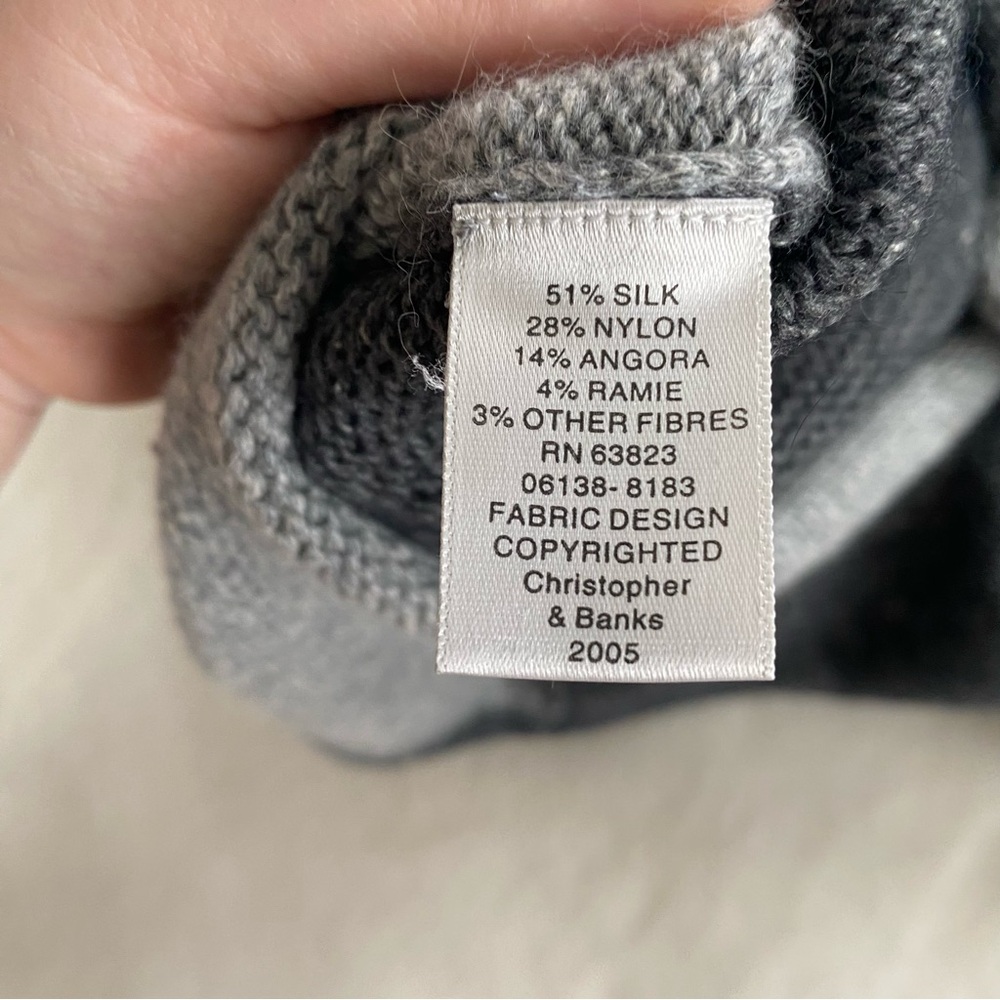 51% SILK
28% NYLON
14% ANGORA
4% RAMIE
3% OTHER FIBRES
RN 63823
06138- 8183
FABRIC DESIGN
COPYRIGHTED
Christopher
& Banks
2005